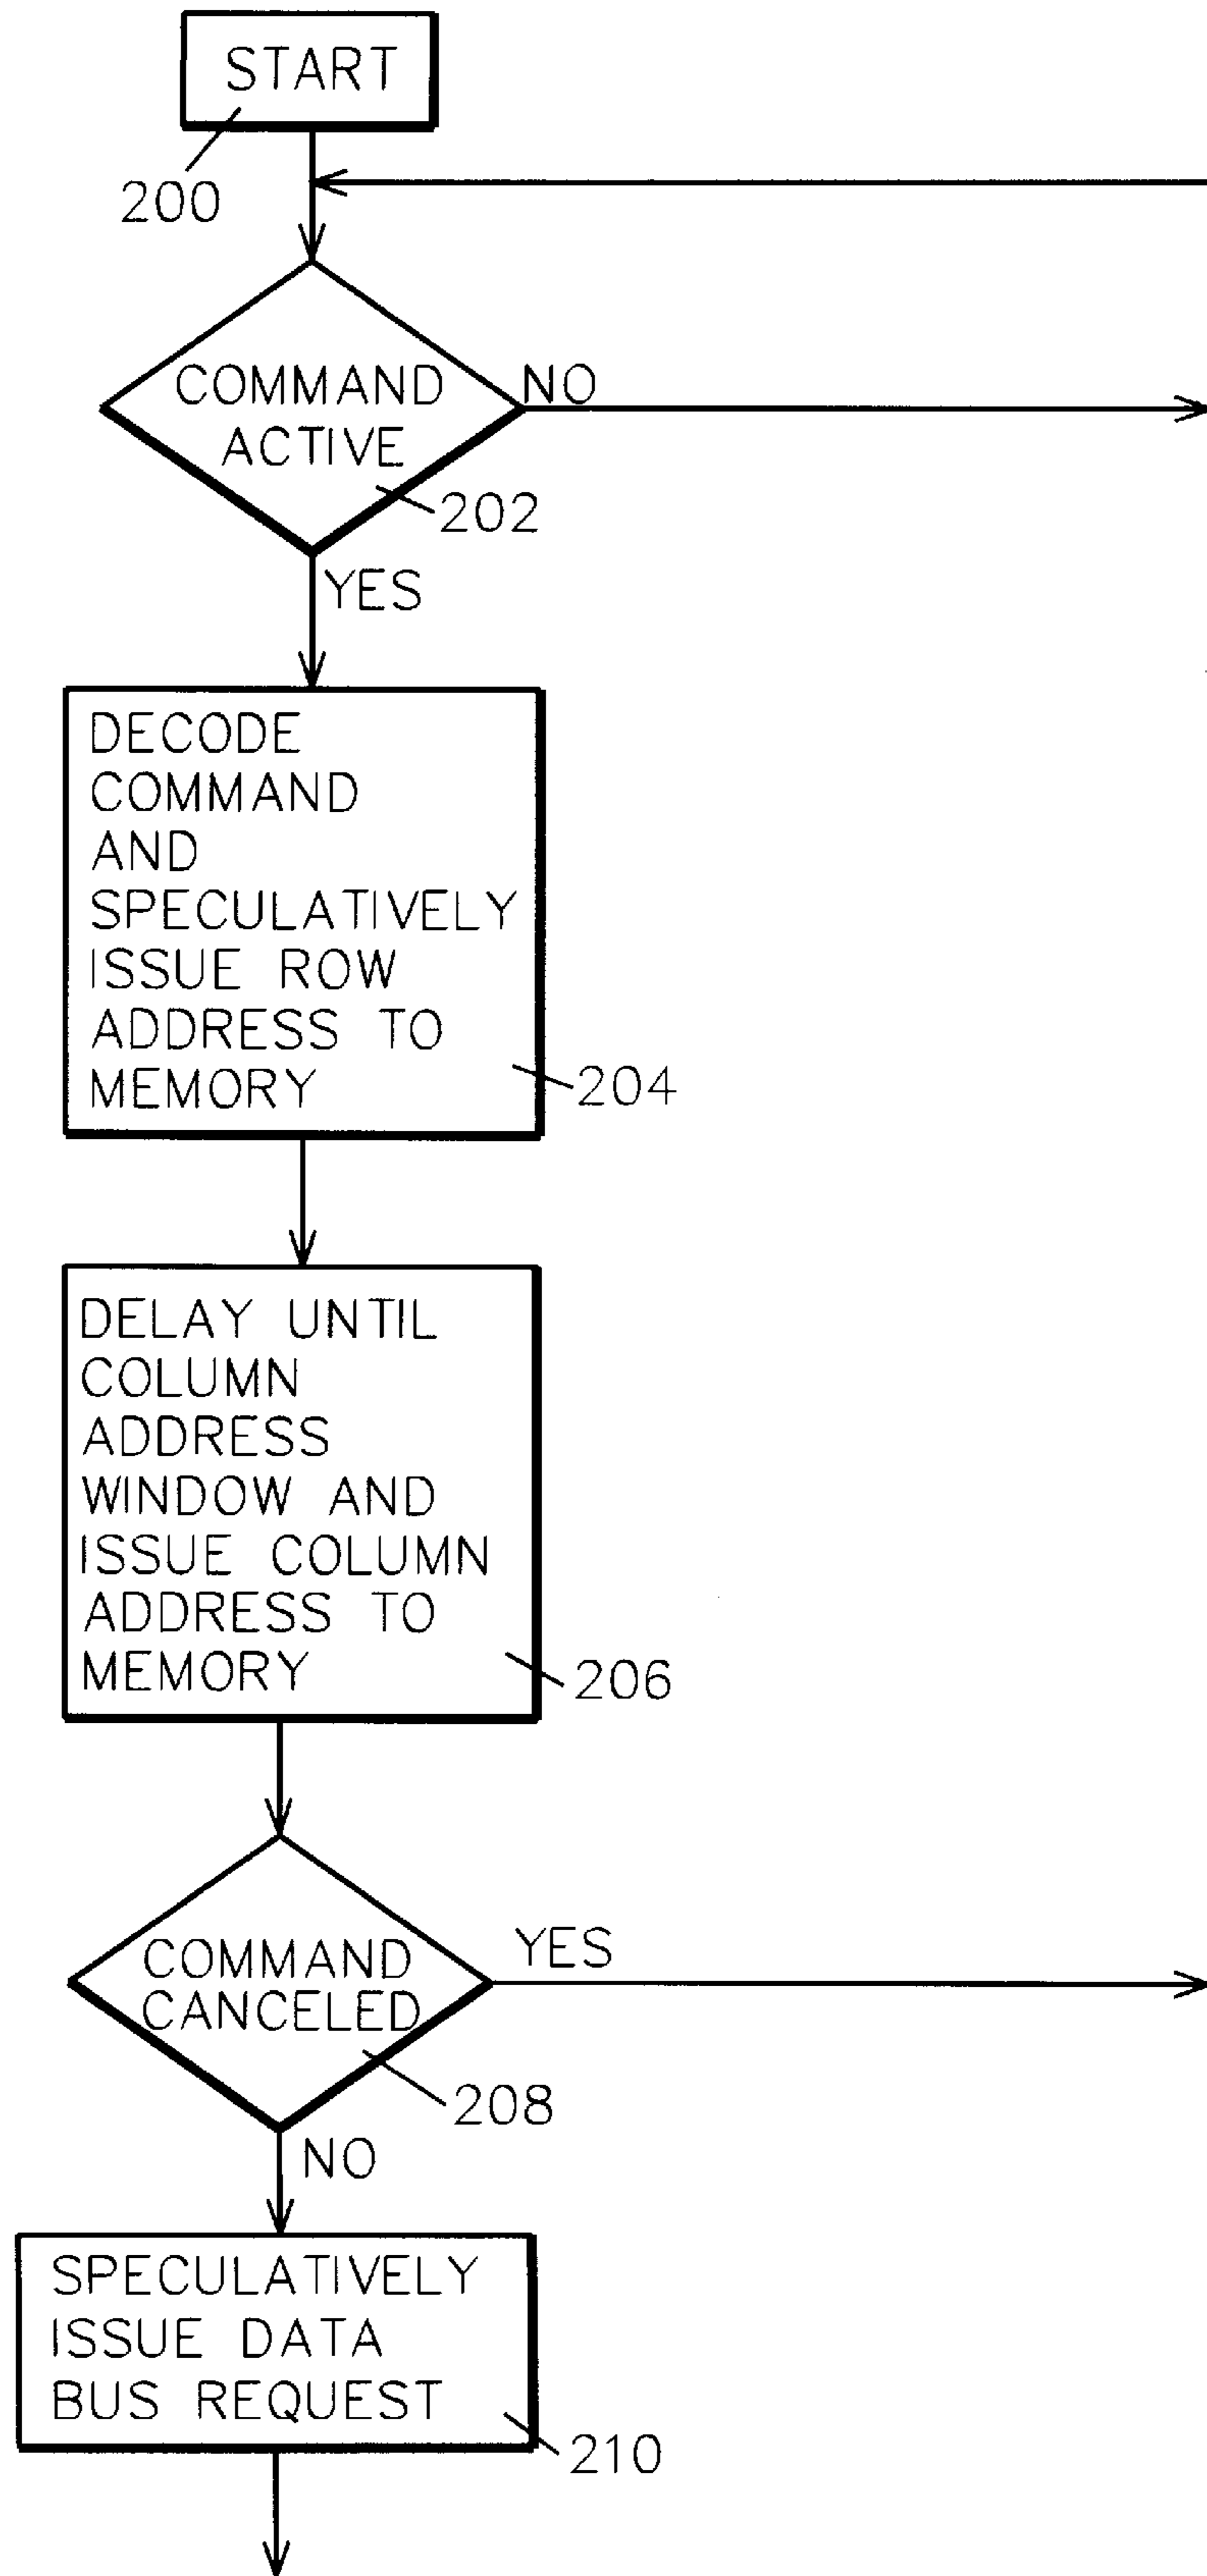 START
200
COMMAND
ACTIVE
NO
202
YES
DECODE
COMMAND
AND
SPECULATIVELY
ISSUE ROW
ADDRESS TO
MEMORY
204
DELAY UNTIL
COLUMN
ADDRESS
WINDOW AND
ISSUE COLUMN
ADDRESS TO
MEMORY
206
COMMAND
CANCELED
YES
208
NO
SPECULATIVELY
ISSUE DATA
BUS REQUEST
210